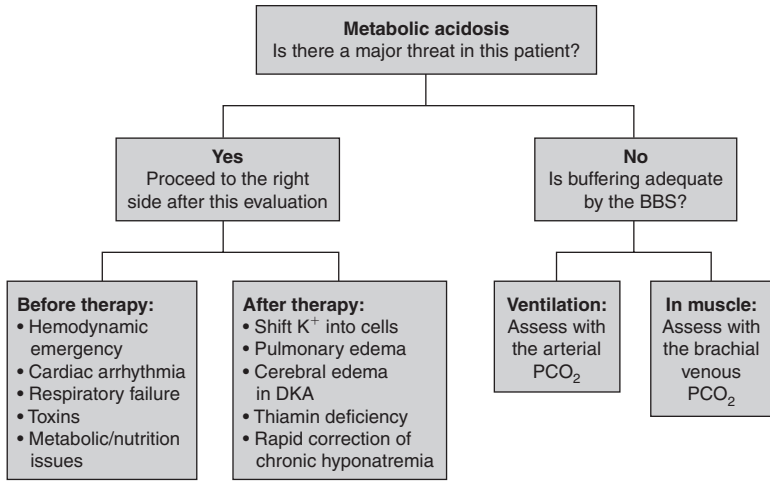 Metabolic acidosis
Is there a major threat in this patient?
Yes
Proceed to the right
side after this evaluation
No
Is buffering adequate
by the BBS?
Before therapy:
• Hemodynamic
emergency
• Cardiac arrhythmia
• Respiratory failure
• Toxins
• Metabolic/nutrition
issues
After therapy:
• Shift K⁺ into cells
• Pulmonary edema
• Cerebral edema
in DKA
• Thiamin deficiency
• Rapid correction of
chronic hyponatremia
Ventilation:
Assess with
the arterial
PCO₂
In muscle:
Assess with
the brachial
venous
PCO₂